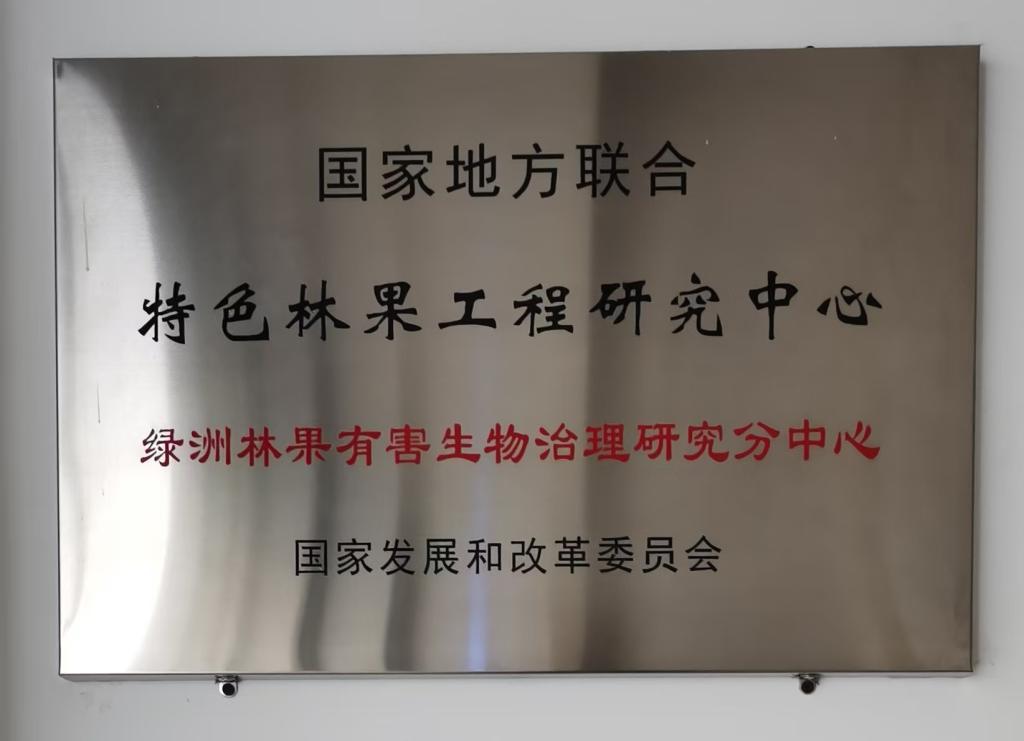 国家地方联合
特色林果工程研究中心
绿洲林果有害生物治理研究分中心
国家发展和改革委员会